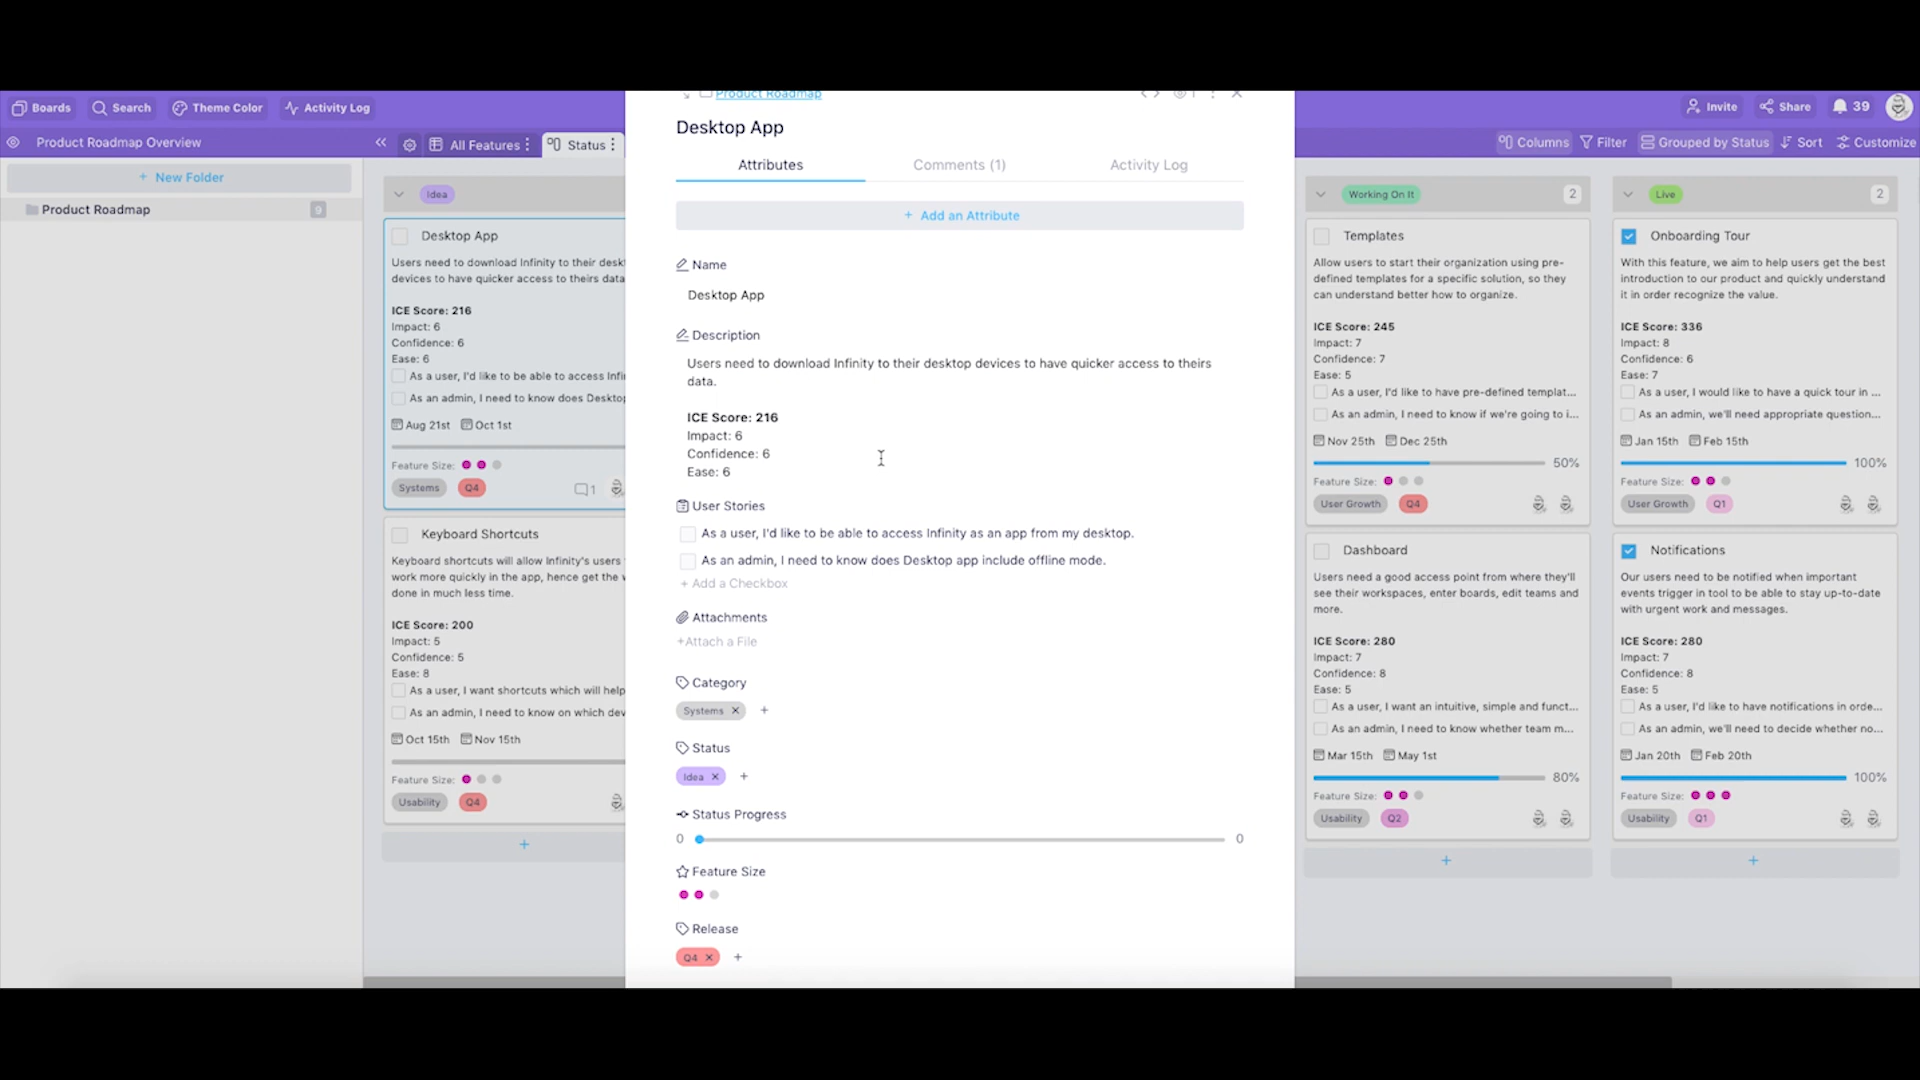 Boards
Search
Theme Color
Activity Log
Product Roadmap
1
Invite
Share
39
Product Roadmap Overview
All Features
Status
Columns
Filter
Grouped by Status
Sort
Customize
+ New Folder
Product Roadmap
9
Idea
Desktop App
Users need to download Infinity to their desk
devices to have quicker access to theirs data
ICE Score: 216
Impact: 6
Confidence: 6
Ease: 6
As a user, I'd like to be able to access Infi
As an admin, I need to know does Desktop
Aug 21st Oct 1st
Feature Size:
Systems Q4
1
Keyboard Shortcuts
Keyboard shortcuts will allow Infinity's users
work more quickly in the app, hence get the
done in much less time.
ICE Score: 200
Impact: 5
Confidence: 5
Ease: 8
As a user, I want shortcuts which will help
As an admin, I need to know on which dev
Oct 15th Nov 15th
Feature Size:
Usability Q4
+
Desktop App
Attributes
Comments (1)
Activity Log
+ Add an Attribute
Name
Desktop App
Description
Users need to download Infinity to their desktop devices to have quicker access to theirs
data.
ICE Score: 216
Impact: 6
Confidence: 6
Ease: 6
User Stories
As a user, I'd like to be able to access Infinity as an app from my desktop.
As an admin, I need to know does Desktop app include offline mode.
+ Add a Checkbox
Attachments
+Attach a File
Category
Systems × +
Status
Idea × +
Status Progress
0 0
Feature Size
Release
Q4 × +
Working On It
2
Templates
Allow users to start their organization using pre-
defined templates for a specific solution, so they
can understand better how to organize.
ICE Score: 245
Impact: 7
Confidence: 7
Ease: 5
As a user, I'd like to have pre-defined templat...
As an admin, I need to know if we're going to i...
Nov 25th Dec 25th
50%
Feature Size:
User Growth Q4
Dashboard
Users need a good access point from where they'll
see their workspaces, enter boards, edit teams and
more.
ICE Score: 280
Impact: 7
Confidence: 8
Ease: 5
As a user, I want an intuitive, simple and funct...
As an admin, I need to know whether team m...
Mar 15th May 1st
80%
Feature Size:
Usability Q2
+
Live
2
Onboarding Tour
With this feature, we aim to help users get the best
introduction to our product and quickly understand
it in order recognize the value.
ICE Score: 336
Impact: 8
Confidence: 6
Ease: 7
As a user, I would like to have a quick tour in ...
As an admin, we'll need appropriate question...
Jan 15th Feb 15th
100%
Feature Size:
User Growth Q1
Notifications
Our users need to be notified when important
events trigger in tool to be able to stay up-to-date
with urgent work and messages.
ICE Score: 280
Impact: 7
Confidence: 8
Ease: 5
As a user, I'd like to have notifications in orde...
As an admin, we'll need to decide whether no...
Jan 20th Feb 20th
100%
Feature Size:
Usability Q1
+